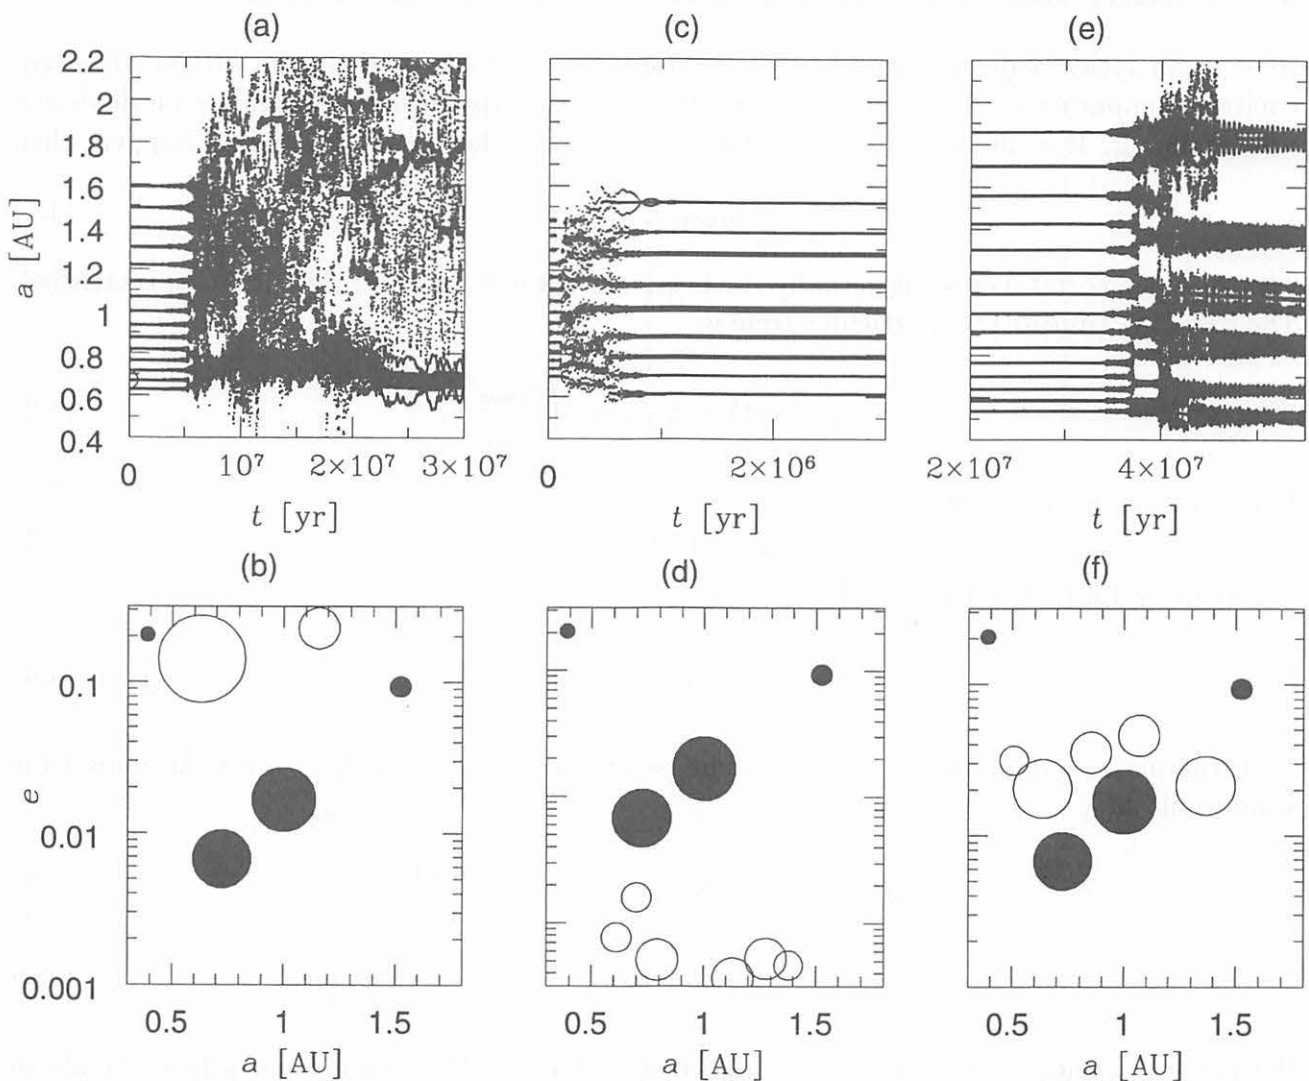 (a) (c) (e)
2.2
2
1.8
1.6
1.4
1.2
1
0.8
0.6
0.4
a [AU]
0 10⁷ 2×10⁷ 3×10⁷
0 2×10⁶
2×10⁷ 4×10⁷
t [yr] t [yr] t [yr]
(b) (d) (f)
0.1
0.01
0.001
e
0.5 1 1.5 0.5 1 1.5 0.5 1 1.5
a [AU] a [AU] a [AU]